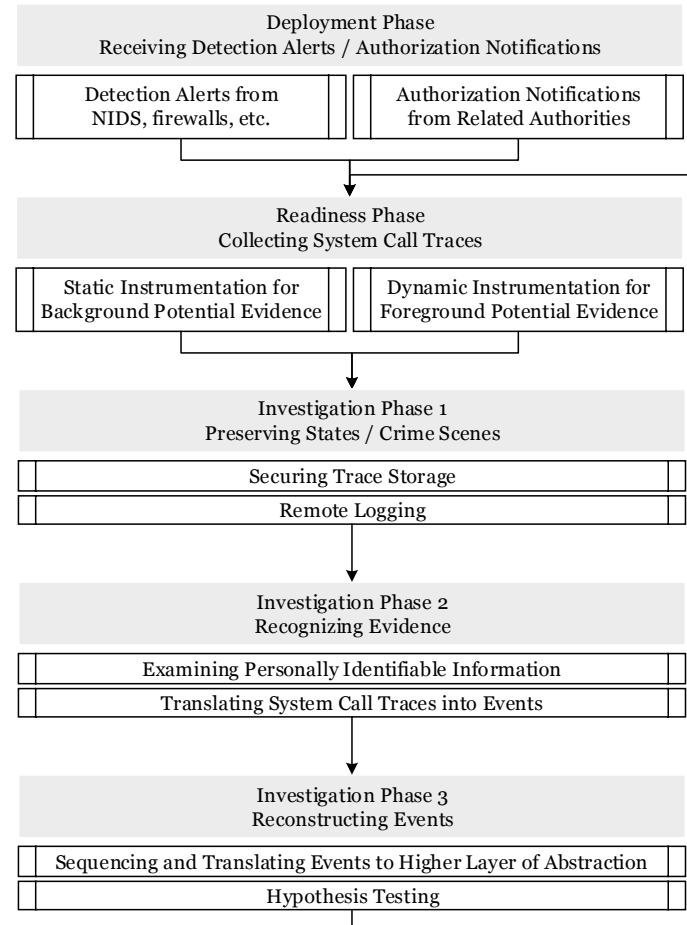 Deployment Phase
Receiving Detection Alerts / Authorization Notifications
Detection Alerts from
NIDS, firewalls, etc.
Authorization Notifications
from Related Authorities
Readiness Phase
Collecting System Call Traces
Static Instrumentation for
Background Potential Evidence
Dynamic Instrumentation for
Foreground Potential Evidence
Investigation Phase 1
Preserving States / Crime Scenes
Securing Trace Storage
Remote Logging
Investigation Phase 2
Recognizing Evidence
Examining Personally Identifiable Information
Translating System Call Traces into Events
Investigation Phase 3
Reconstructing Events
Sequencing and Translating Events to Higher Layer of Abstraction
Hypothesis Testing